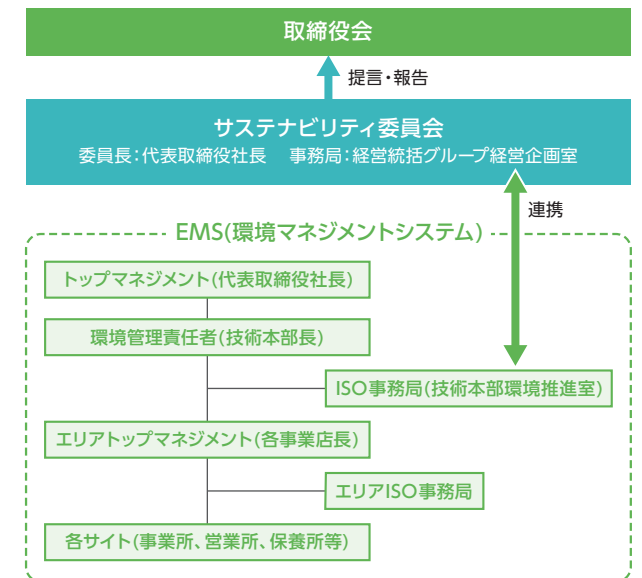 取締役会
提言・報告
サステナビリティ委員会
委員長：代表取締役社長　事務局：経営統括グループ経営企画室
連携
EMS(環境マネジメントシステム)
トップマネジメント(代表取締役社長)
環境管理責任者(技術本部長)
ISO事務局(技術本部環境推進室)
エリアトップマネジメント(各事業店長)
エリアISO事務局
各サイト(事業所、営業所、保養所等)